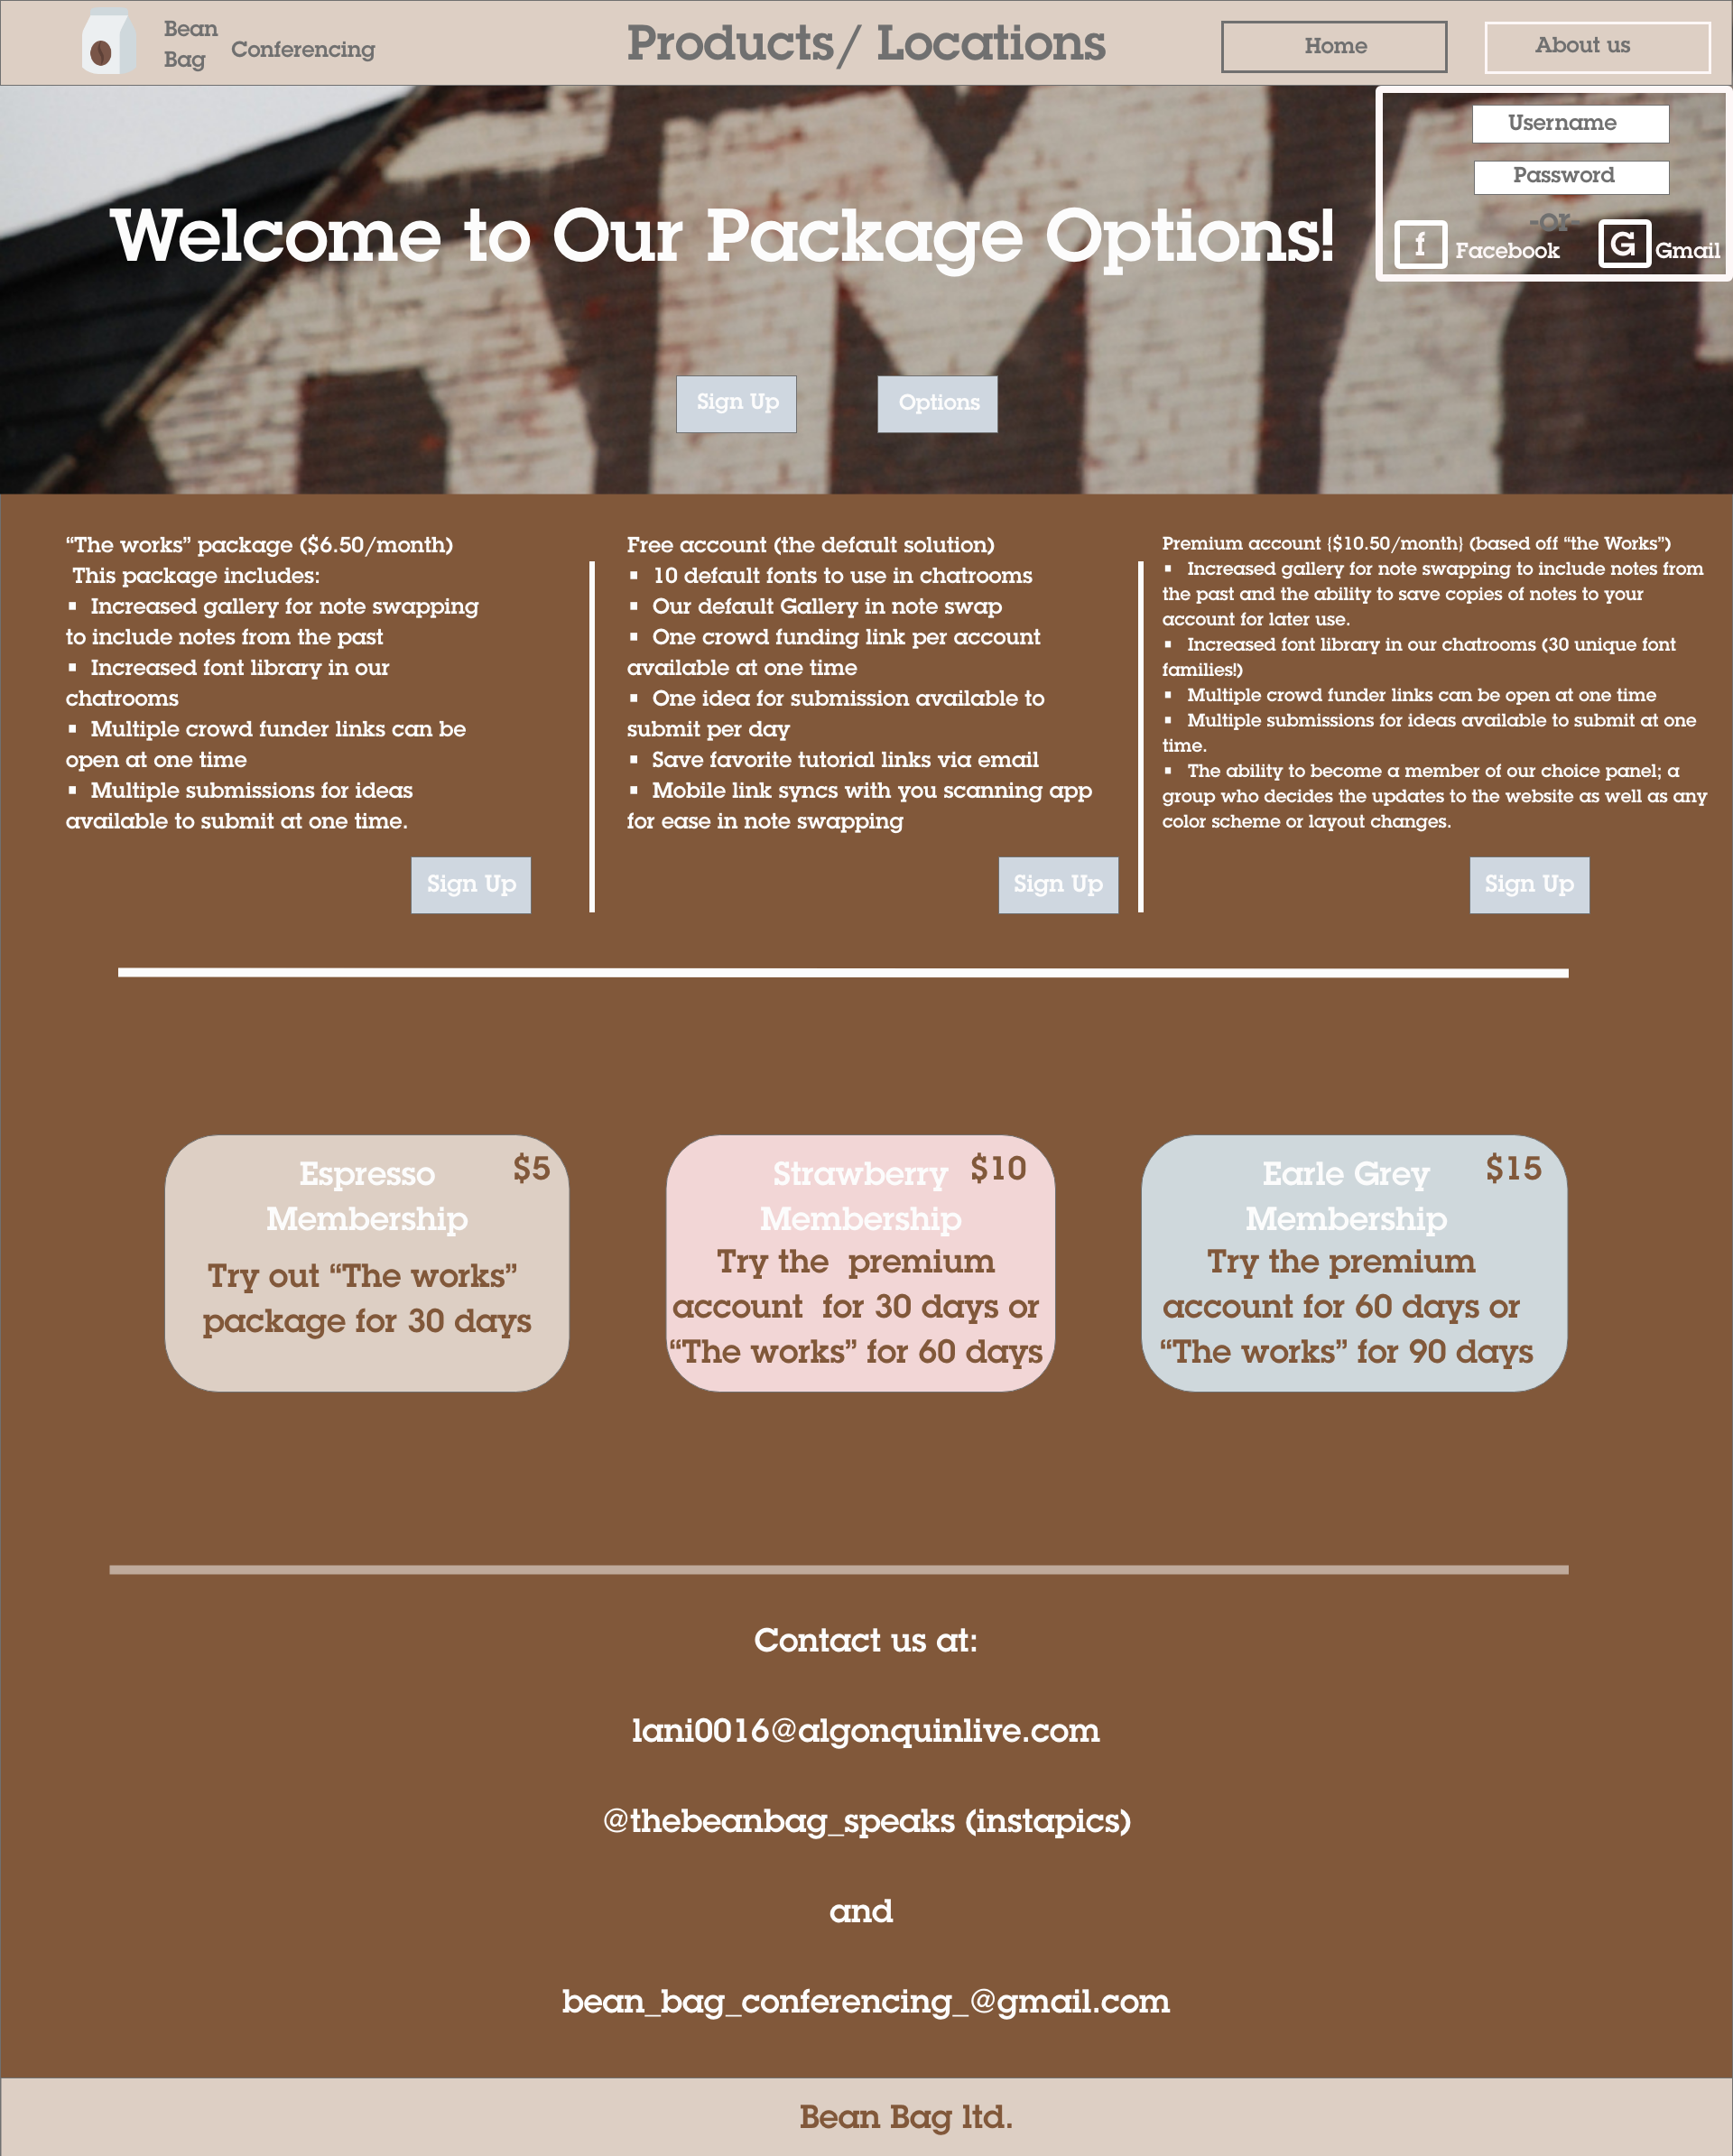 Bean
Bag
Conferencing
Products/ Locations
Home
About us
Username
Password
-or-
f
Facebook
G
Gmail
Welcome to Our Package Options!
Sign Up
Options
“The works” package ($6.50/month)
This package includes:
▪ Increased gallery for note swapping
to include notes from the past
▪ Increased font library in our
chatrooms
▪ Multiple crowd funder links can be
open at one time
▪ Multiple submissions for ideas
available to submit at one time.
Sign Up
Free account (the default solution)
▪ 10 default fonts to use in chatrooms
▪ Our default Gallery in note swap
▪ One crowd funding link per account
available at one time
▪ One idea for submission available to
submit per day
▪ Save favorite tutorial links via email
▪ Mobile link syncs with you scanning app
for ease in note swapping
Sign Up
Premium account {$10.50/month} (based off “the Works”)
▪ Increased gallery for note swapping to include notes from
the past and the ability to save copies of notes to your
account for later use.
▪ Increased font library in our chatrooms (30 unique font
families!)
▪ Multiple crowd funder links can be open at one time
▪ Multiple submissions for ideas available to submit at one
time.
▪ The ability to become a member of our choice panel; a
group who decides the updates to the website as well as any
color scheme or layout changes.
Sign Up
Espresso
Membership
$5
Try out “The works”
package for 30 days
Strawberry
Membership
$10
Try the premium
account for 30 days or
“The works” for 60 days
Earle Grey
Membership
$15
Try the premium
account for 60 days or
“The works” for 90 days
Contact us at:
lani0016@algonquinlive.com
@thebeanbag_speaks (instapics)
and
bean_bag_conferencing_@gmail.com
Bean Bag ltd.